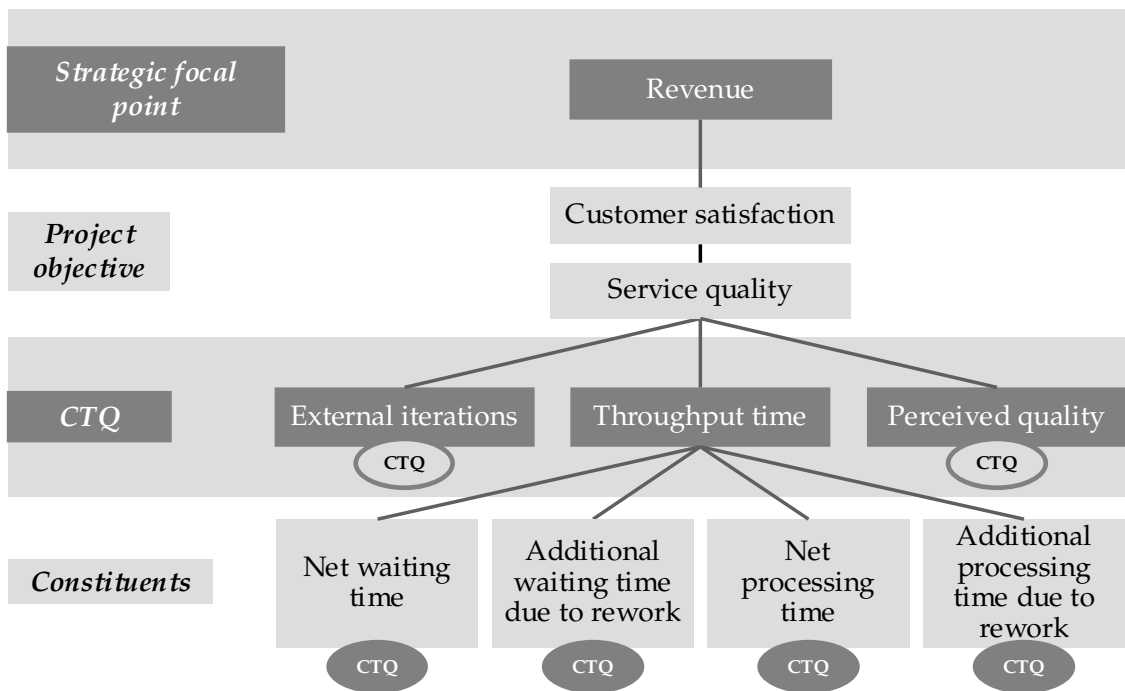 Strategic focal
point
Revenue
Customer satisfaction
Project
objective
Service quality
CTQ
External iterations
Throughput time
Perceived quality
CTQ
CTQ
Constituents
Net waiting
time
Additional
waiting time
due to rework
Net
processing
time
Additional
processing
time due to
rework
CTQ
CTQ
CTQ
CTQ